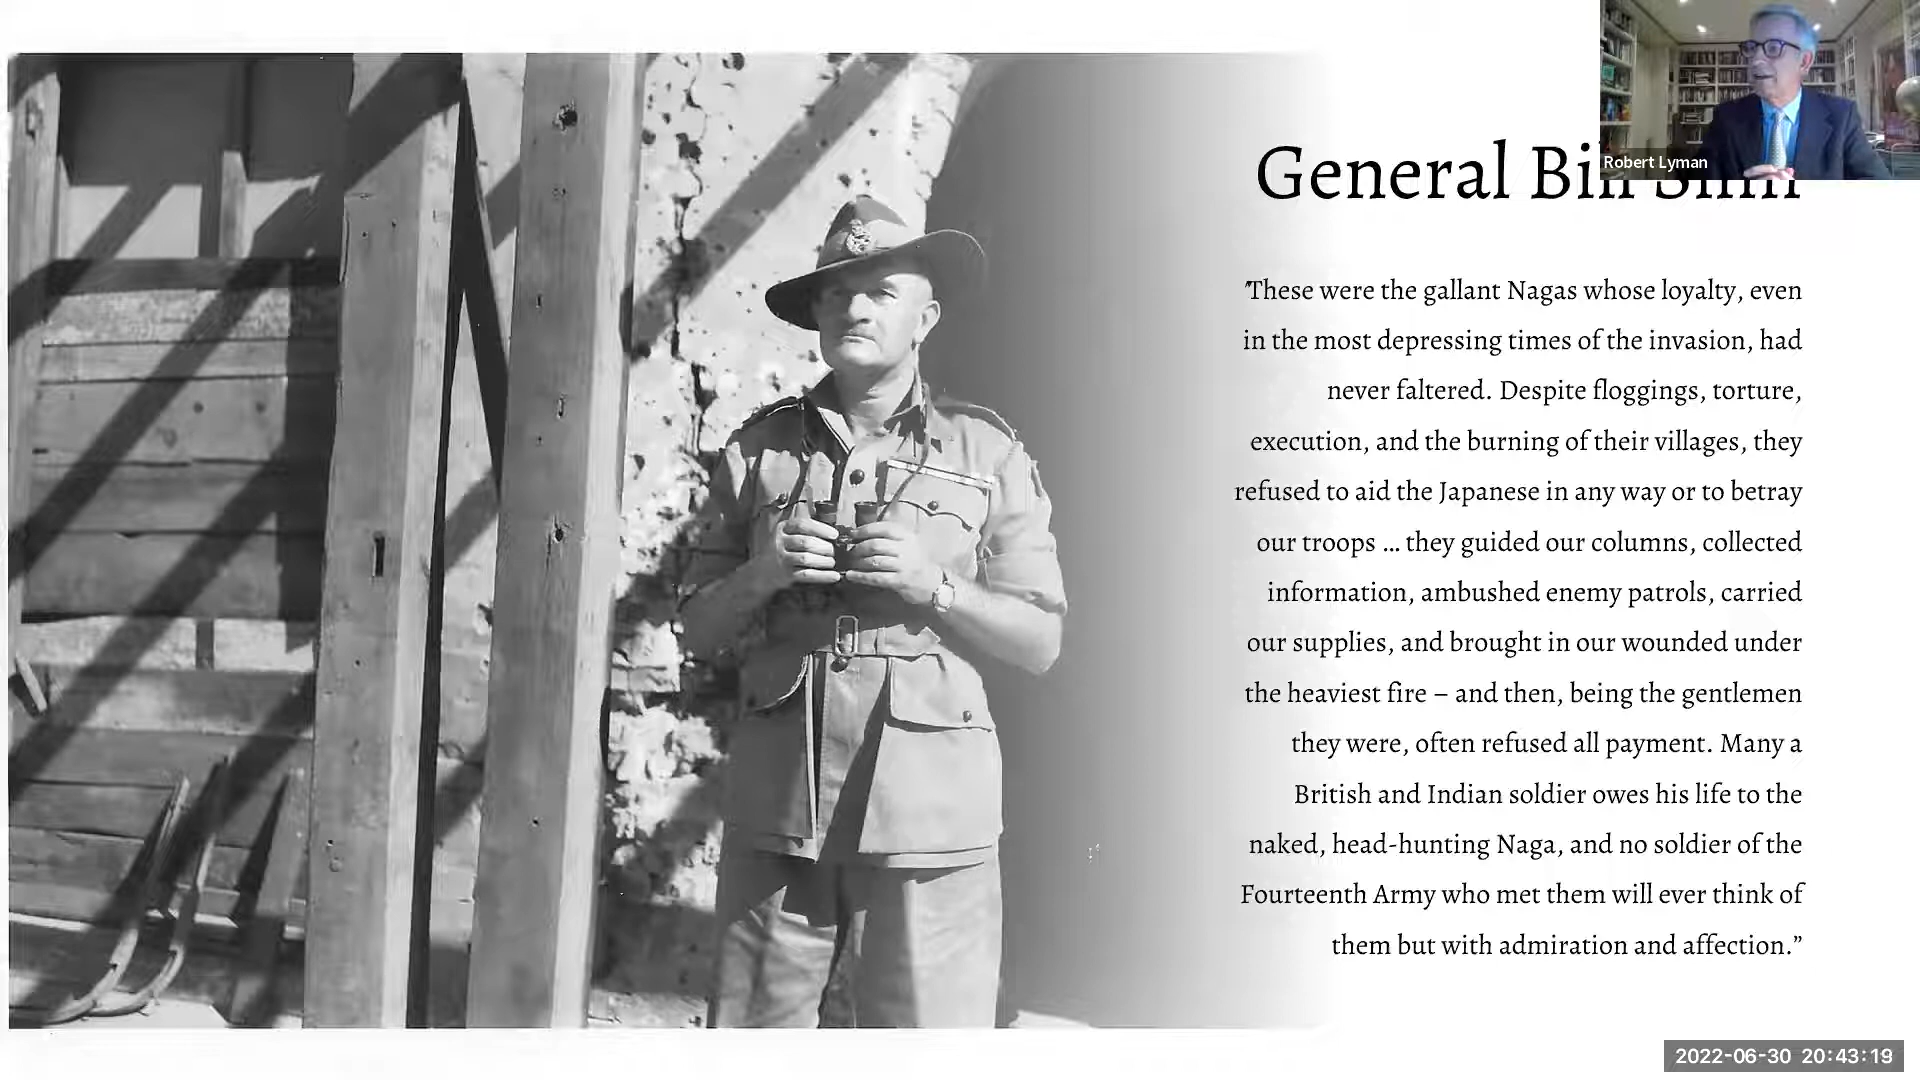 General Bill Slim
Robert Lyman
"These were the gallant Nagas whose loyalty, even
in the most depressing times of the invasion, had
never faltered. Despite floggings, torture,
execution, and the burning of their villages, they
refused to aid the Japanese in any way or to betray
our troops … they guided our columns, collected
information, ambushed enemy patrols, carried
our supplies, and brought in our wounded under
the heaviest fire – and then, being the gentlemen
they were, often refused all payment. Many a
British and Indian soldier owes his life to the
naked, head-hunting Naga, and no soldier of the
Fourteenth Army who met them will ever think of
them but with admiration and affection.”
2022-06-30 20:43:19